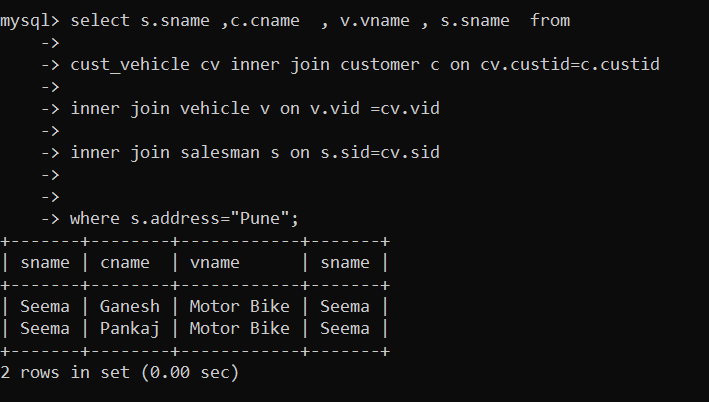 mysql> select s.sname ,c.cname  , v.vname , s.sname  from
    ->
    -> cust_vehicle cv inner join customer c on cv.custid=c.custid
    ->
    -> inner join vehicle v on v.vid =cv.vid
    ->
    -> inner join salesman s on s.sid=cv.sid
    ->
    ->
    -> where s.address="Pune";
+-------+--------+------------+-------+
| sname | cname  | vname      | sname |
+-------+--------+------------+-------+
| Seema | Ganesh | Motor Bike | Seema |
| Seema | Pankaj | Motor Bike | Seema |
+-------+--------+------------+-------+
2 rows in set (0.00 sec)